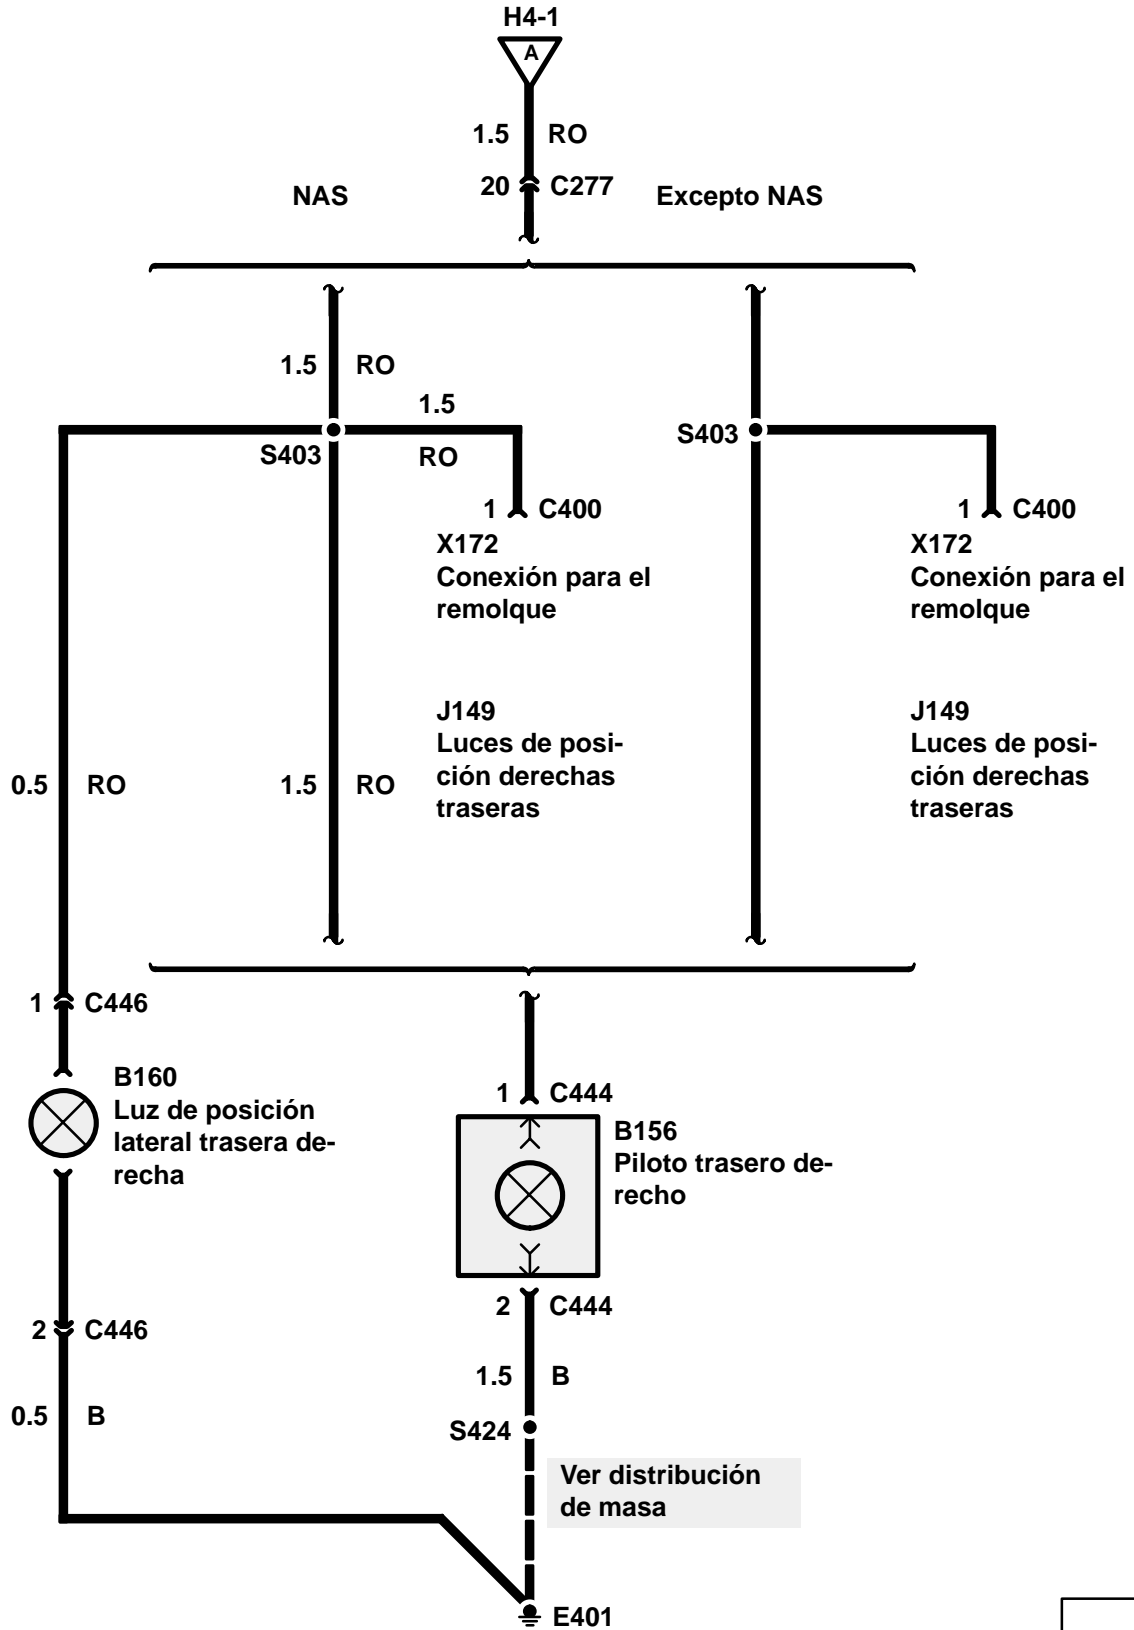 H4-1
A
1.5 RO
20 C277
NAS Excepto NAS
1.5 RO
1.5
S403 RO S403
1 C400 1 C400
X172 X172
Conexión para el Conexión para el
remolque remolque
J149 J149
Luces de posi- Luces de posi-
ción derechas ción derechas
traseras traseras
0.5 RO 1.5 RO
1 C446
B160
Luz de posición
lateral trasera de-
recha
1 C444
B156
Piloto trasero de-
recho
2 C444
2 C446
1.5 B
0.5 B
S424
Ver distribución
de masa
E401